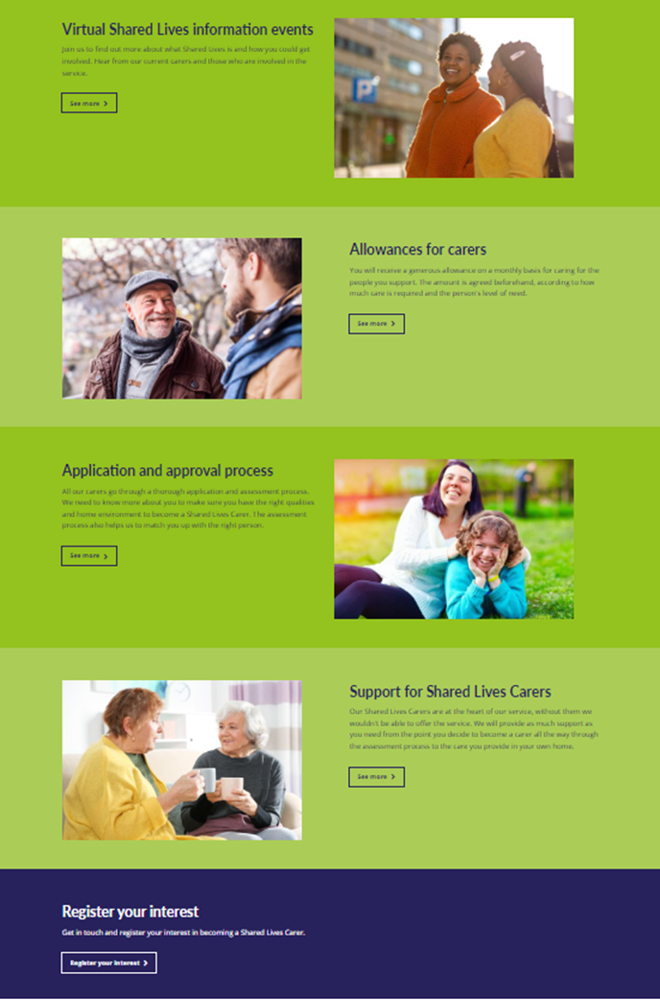 Virtual Shared Lives information events
Join us to find out more about what Shared Lives is and how you could get
involved. Hear from our current carers and those who are involved in the
service.
See more
P
Allowances for carers
You will receive a generous allowance on a monthly basis for caring for the
people you support. The amount is agreed beforehand, according to how
much care is required and the person's level of need.
See more
Application and approval process
All our carers go through a thorough application and assessment process.
We need to know more about you to make sure you have the right qualities
and home environment to become a Shared Lives Carer. The assessment
process also helps us to match you up with the right person.
See more
Support for Shared Lives Carers
Our Shared Lives Carers are at the heart of our service, without them we
wouldn't be able to offer the service. We will provide as much support as
you need from the point you decide to become a carer all the way through
the assessment process to the care you provide in your own home.
See more
Register your interest
Get in touch and register your interest in becoming a Shared Lives Carer.
Register your interest